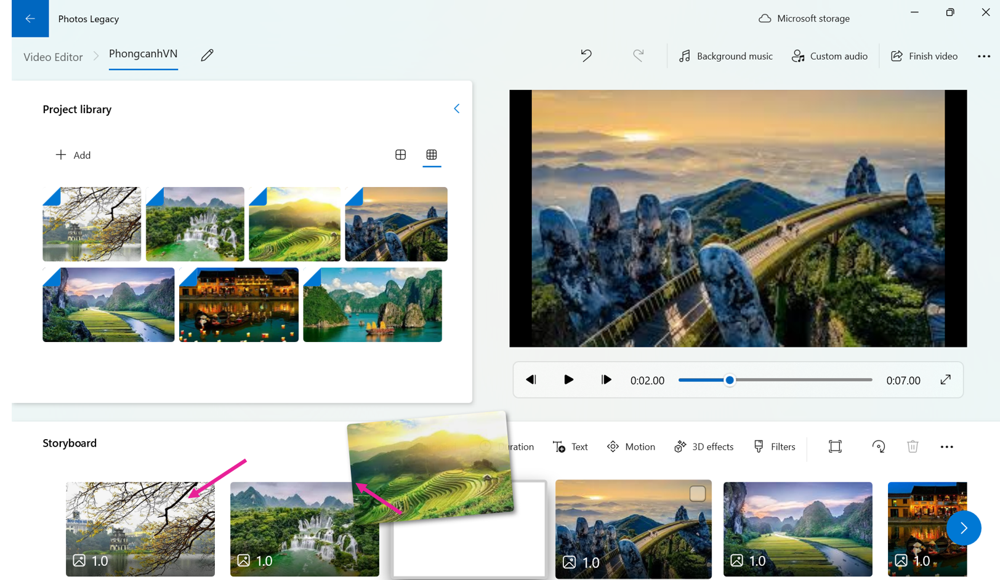 Photos Legacy
Microsoft storage
Video Editor
PhongcanhVN
Background music
Custom audio
Finish video
Project library
Add
0:02.00
0:07.00
Storyboard
Text
Motion
3D effects
Filters
1.0
1.0
1.0
1.0
1.0